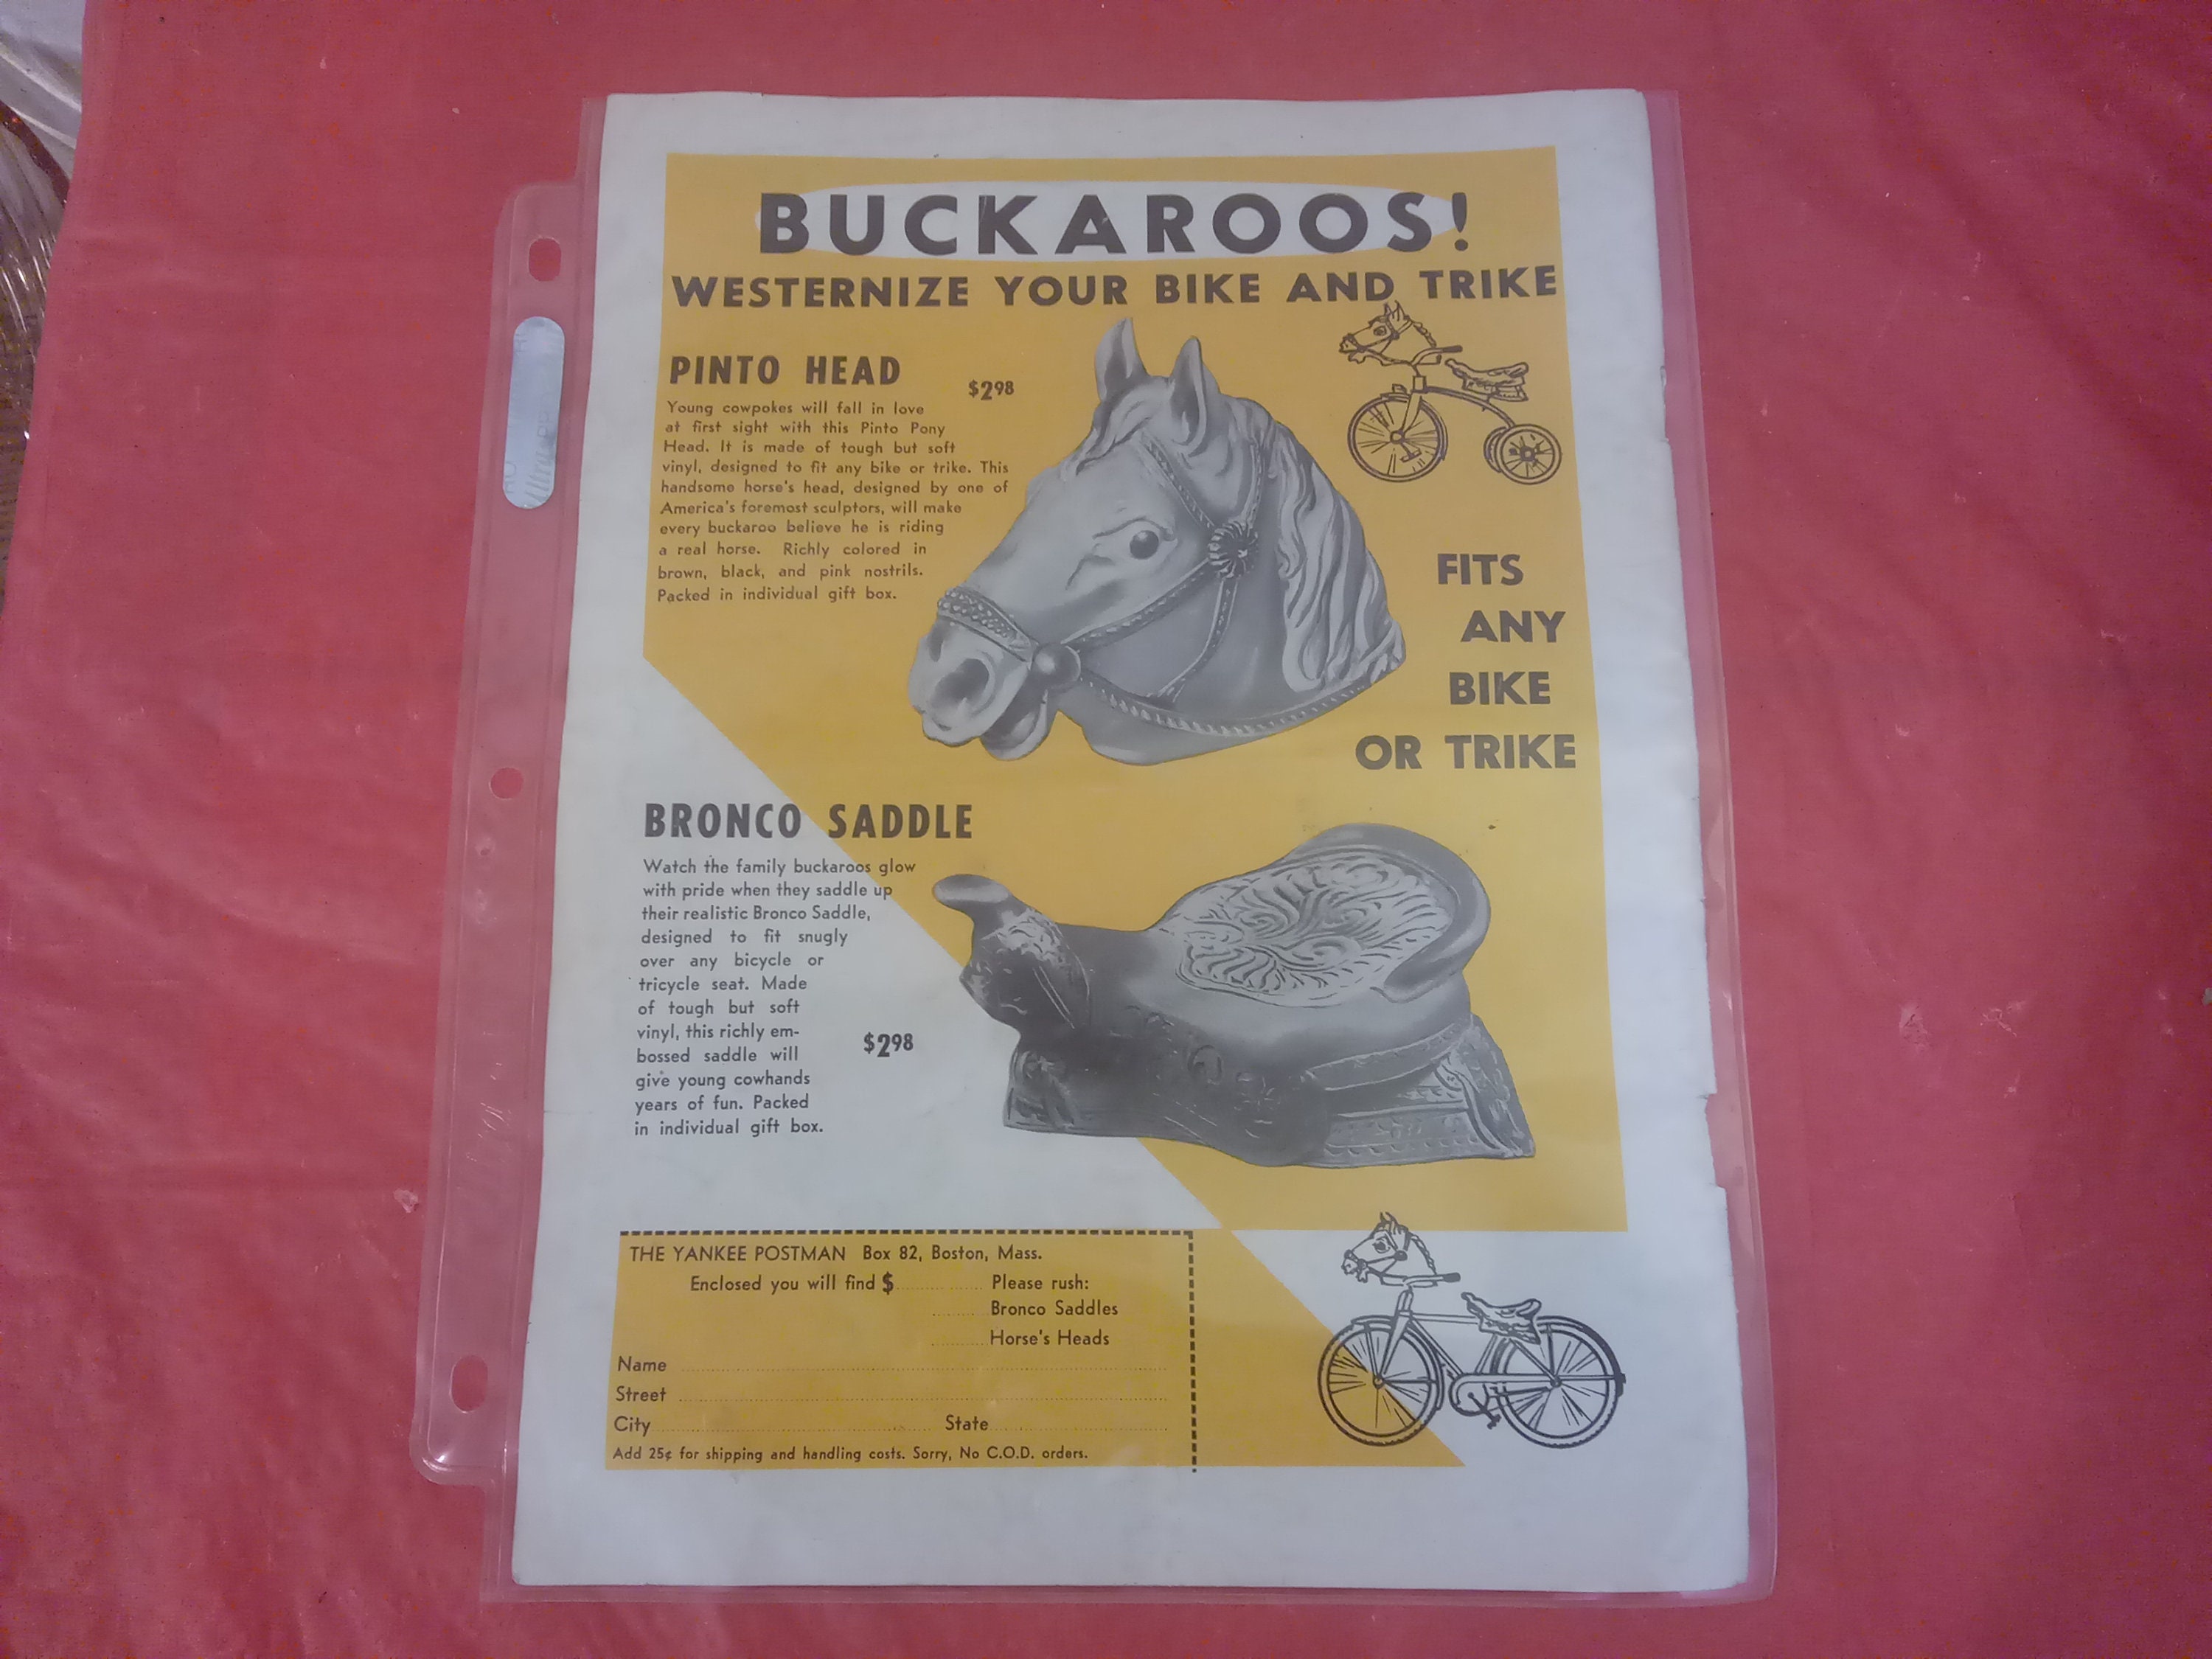 BUCKAROOS!
WESTERNIZE YOUR BIKE AND TRIKE
PINTO HEAD
$2.98
Young cowpokes will fall in love
at first sight with this Pinto Pony
Head. It is made of tough but soft
vinyl, designed to fit any bike or trike. This
handsome horse's head, designed by one of
America's foremost sculptors, will make
every buckaroo believe he is riding
a real horse. Richly colored in
brown, black, and pink nostrils.
Packed in individual gift box.
FITS
ANY
BIKE
OR TRIKE
BRONCO SADDLE
Watch the family buckaroos glow
with pride when they saddle up
their realistic Bronco Saddle,
designed to fit snugly
over any bicycle or
tricycle seat. Made
of tough but soft
vinyl, this richly em-
bossed saddle will
give young cowhands
years of fun. Packed
in individual gift box.
$2.98
THE YANKEE POSTMAN Box 82, Boston, Mass.
Enclosed you will find $ Please rush:
Bronco Saddles
Horse's Heads
Name
Street
City State
Add 25¢ for shipping and handling costs. Sorry, No C.O.D. orders.